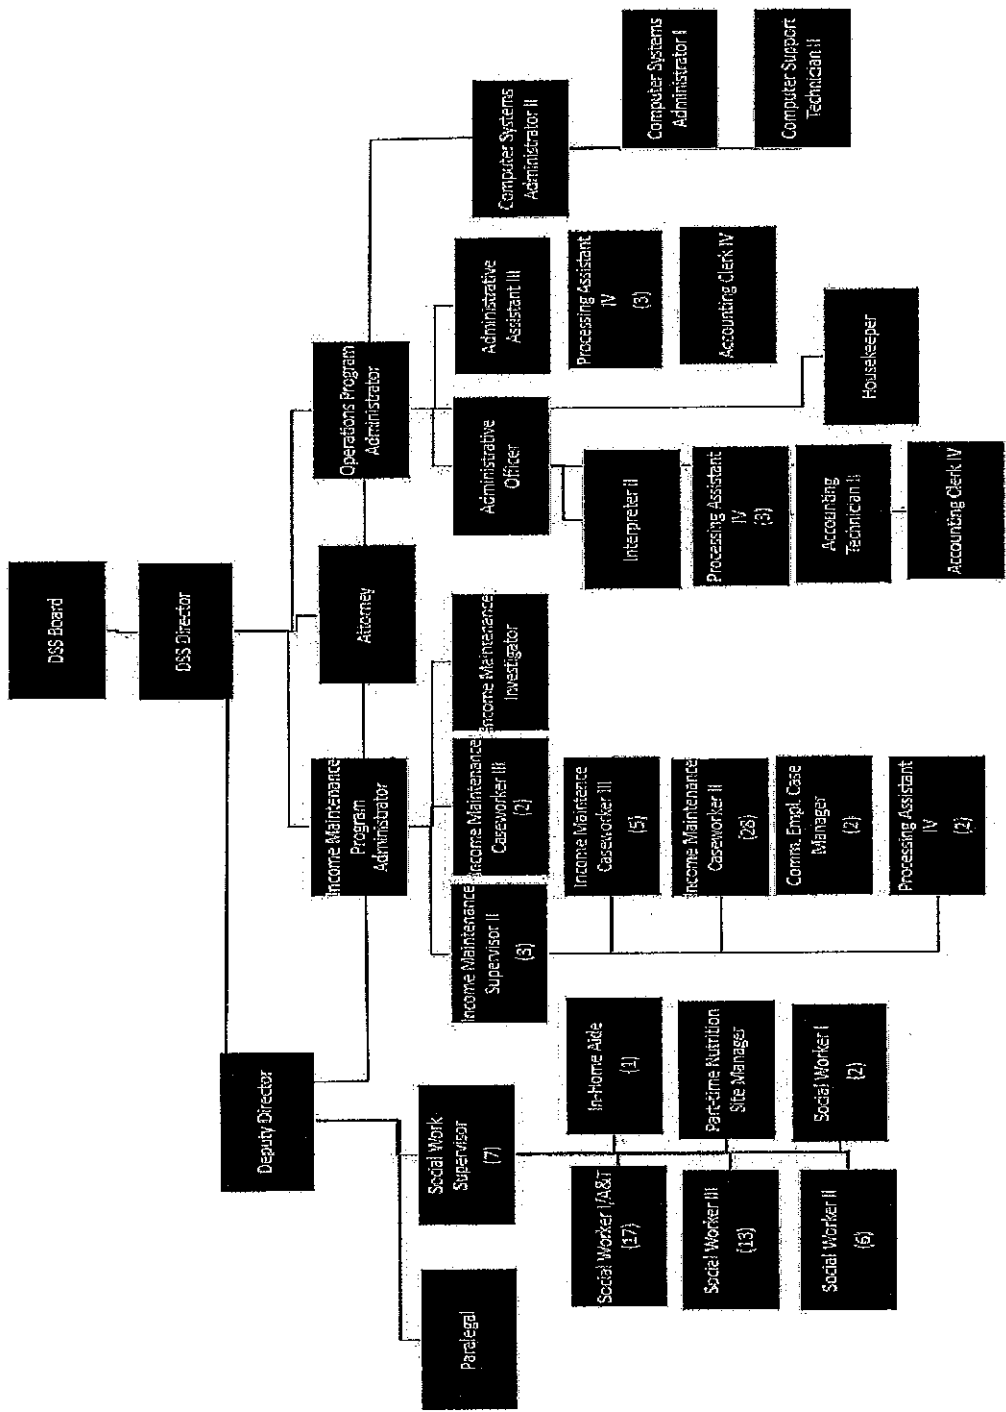 DSS Board
DSS Director
Deputy Director
Income Maintenance
Program
Administrator
Attorney
Operations Program
Administrator
Paralegal
Social Work
Supervisor
(7)
Income Maintenance
Supervisor II
(3)
Income Maintenance
Caseworker III
(2)
Income Maintenance
Investigator
Administrative
Officer
Administrative
Assistant III
Computer Systems
Administrator II
Social Worker I/A&T
(17)
In-Home Aide
(1)
Income Maintence
Caseworker III
(5)
Interpreter II
Processing Assistant
IV
(3)
Computer Systems
Administrator I
Social Worker III
(13)
Part-time Nutrition
Site Manager
Income Maintenance
Caseworker II
(28)
Processing Assistant
IV
(3)
Accounting Clerk IV
Computer Support
Technician II
Social Worker II
(6)
Social Worker I
(2)
Comm. Empl. Case
Manager
(2)
Accounting
Technician II
Housekeeper
Processing Assistant
IV
(2)
Accounting Clerk IV